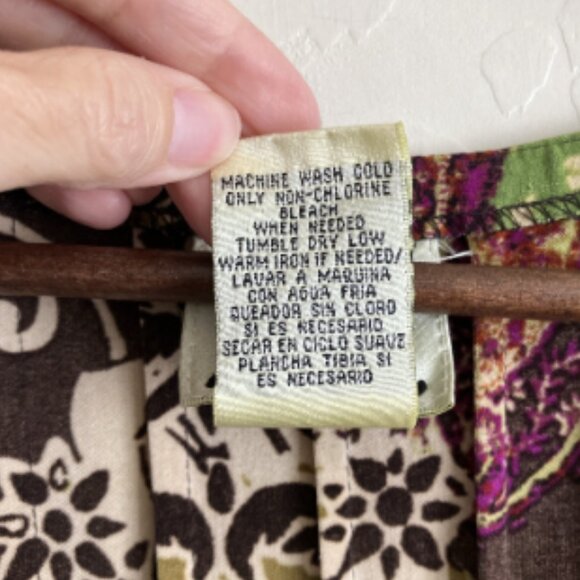 MACHINE WASH COLD
ONLY NON-CHLORINE
BLEACH
WHEN NEEDED
TUMBLE DRY LOW
WARM IRON IF NEEDED/
LAVAR A MAQUINA
CON AGUA FRIA
QUEADOR SIN CLORO
SI ES NECESARIO
SECAR EN CICLO SUAVE
PLANCHA TIBIA SI
ES NECESARIO